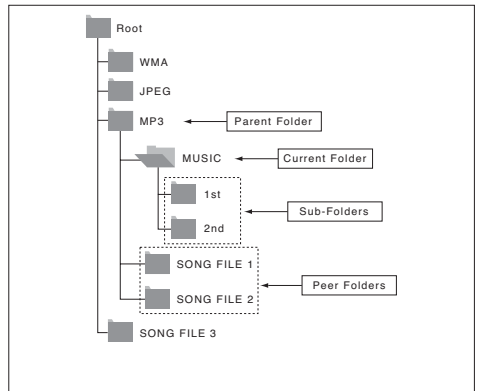 Root
WMA
JPEG
MP3 Parent Folder
MUSIC Current Folder
1st
Sub-Folders
2nd
SONG FILE 1
Peer Folders
SONG FILE 2
SONG FILE 3